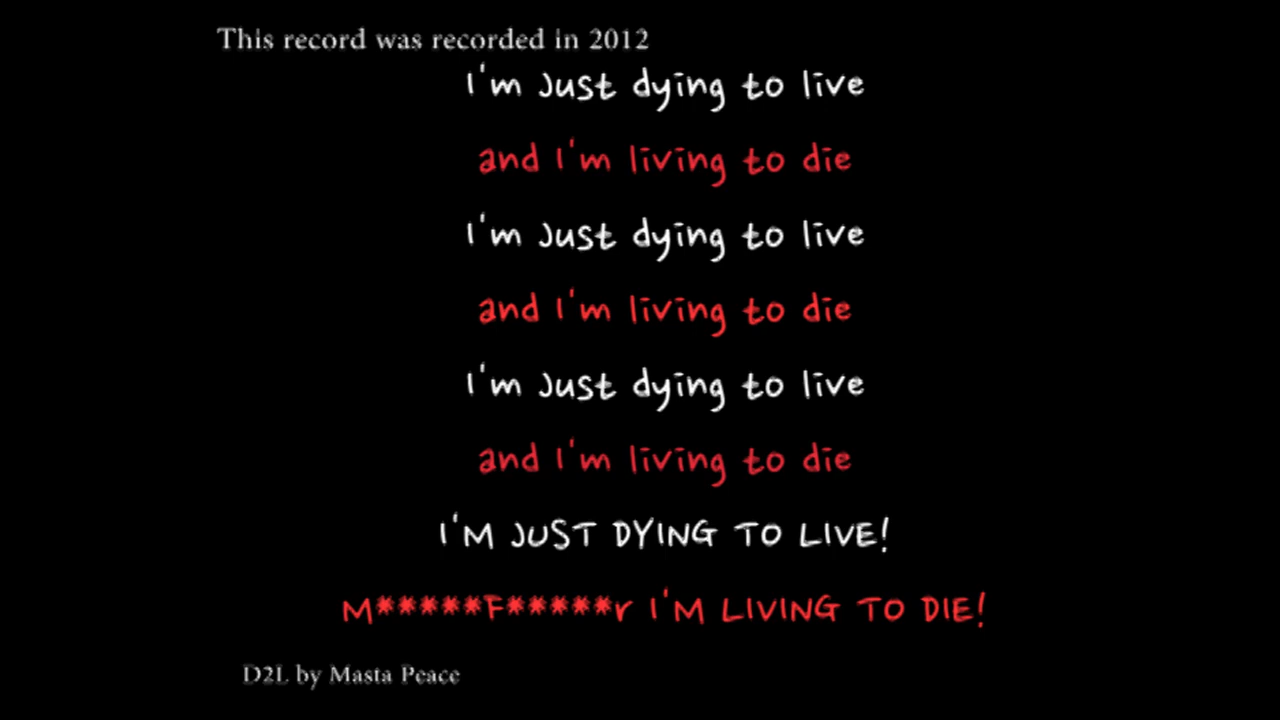 This record was recorded in 2012
I'm Just dying to live
and I'm living to die
I'm Just dying to live
and I'm living to die
I'm Just dying to live
and I'm living to die
I'M JUST DYING TO LIVE!
M*****F*****r I'M LIVING TO DIE!
D2L by Masta Peace